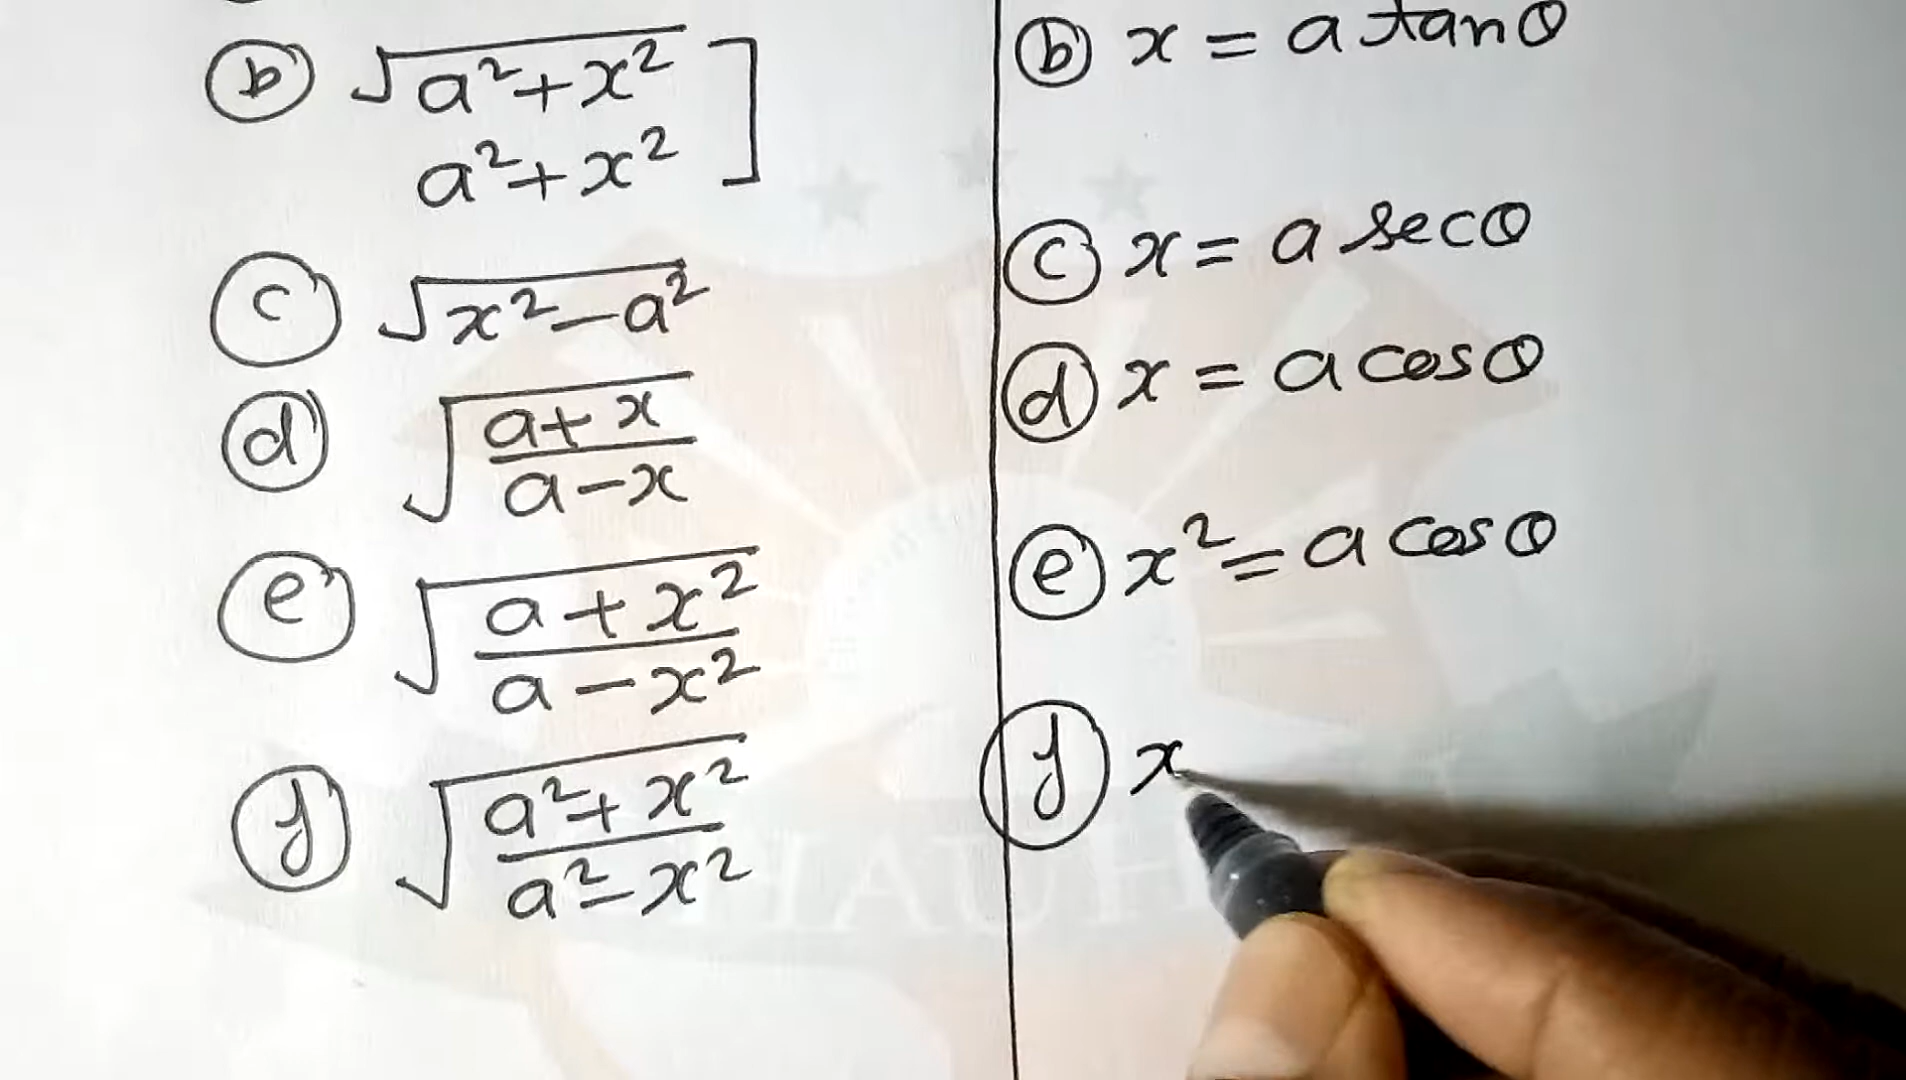 (b) √(a²+x²)
a²+x² ]
(c) √(x²-a²)
(d) √((a+x)/(a-x))
(e) √((a+x²)/(a-x²))
(f) √((a²+x²)/(a²-x²))
(b) x = a tanθ
(c) x = a secθ
(d) x = a cosθ
(e) x² = a cosθ
(f) x